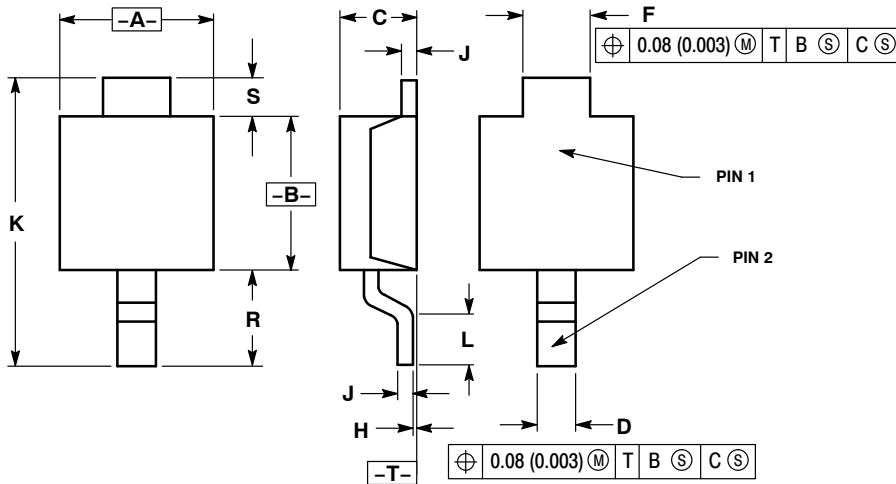 –A–
C
F
⌖ 0.08 (0.003) Ⓜ T B Ⓢ C Ⓢ
J
S
K
–B–
PIN 1
PIN 2
R
L
J
H
D
⌖ 0.08 (0.003) Ⓜ T B Ⓢ C Ⓢ
–T–